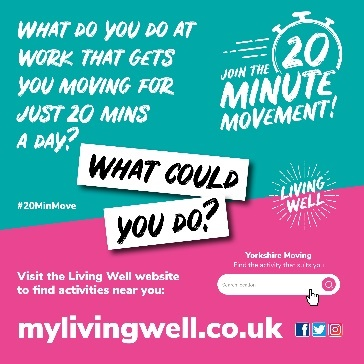 WHAT DO YOU DO AT
WORK THAT GETS
YOU MOVING FOR
JUST 20 MINS
A DAY?
JOIN THE 20
MINUTE
MOVEMENT!
WHAT COULD
YOU DO?
#20MinMove
LIVING
WELL
Yorkshire Moving
Find the activity that suits you
Visit the Living Well website
to find activities near you:
mylivingwell.co.uk